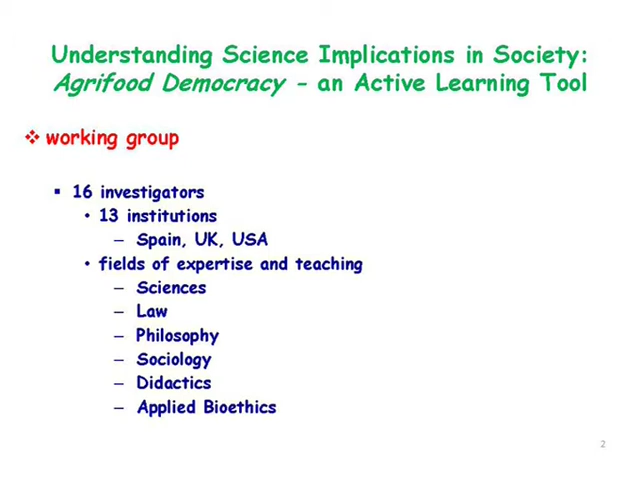 Understanding Science Implications in Society:
Agrifood Democracy - an Active Learning Tool
❖ working group
▪ 16 investigators
• 13 institutions
– Spain, UK, USA
• fields of expertise and teaching
– Sciences
– Law
– Philosophy
– Sociology
– Didactics
– Applied Bioethics
2